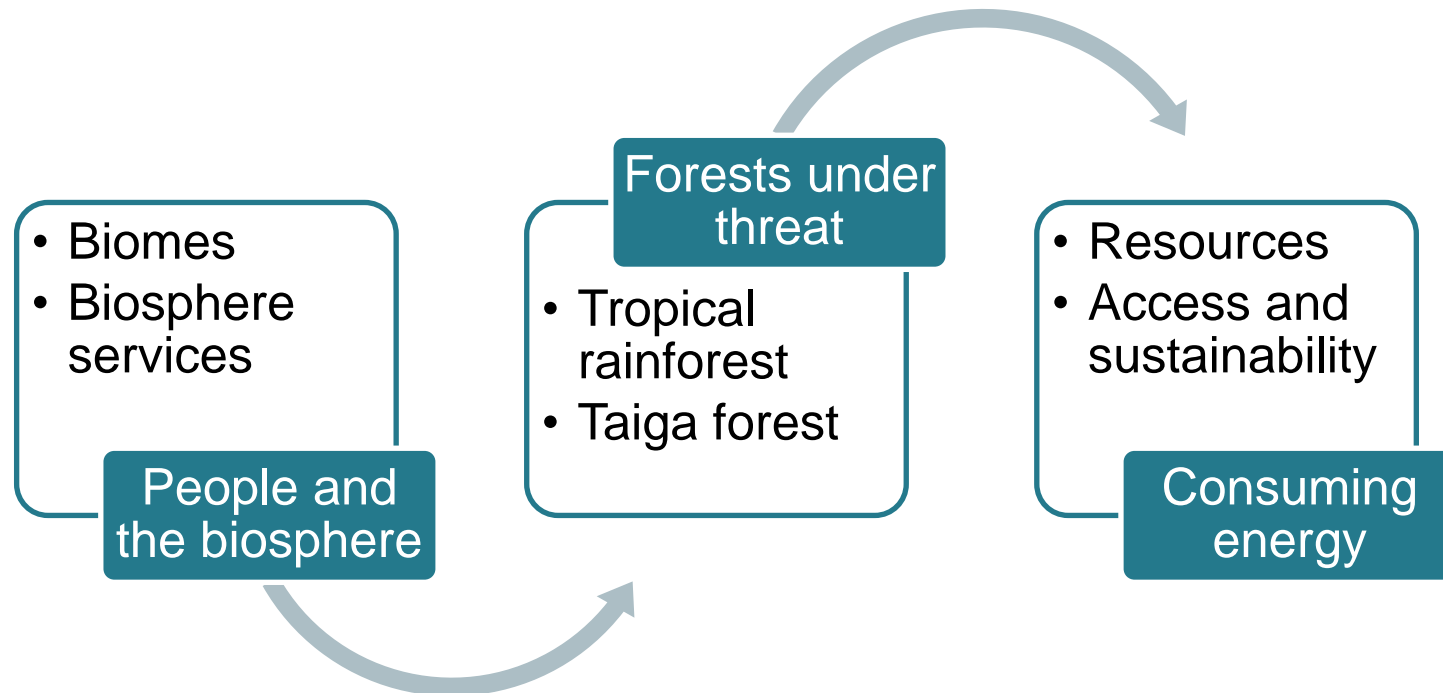 • Biomes
• Biosphere
services
People and
the biosphere
Forests under
threat
• Tropical
rainforest
• Taiga forest
• Resources
• Access and
sustainability
Consuming
energy